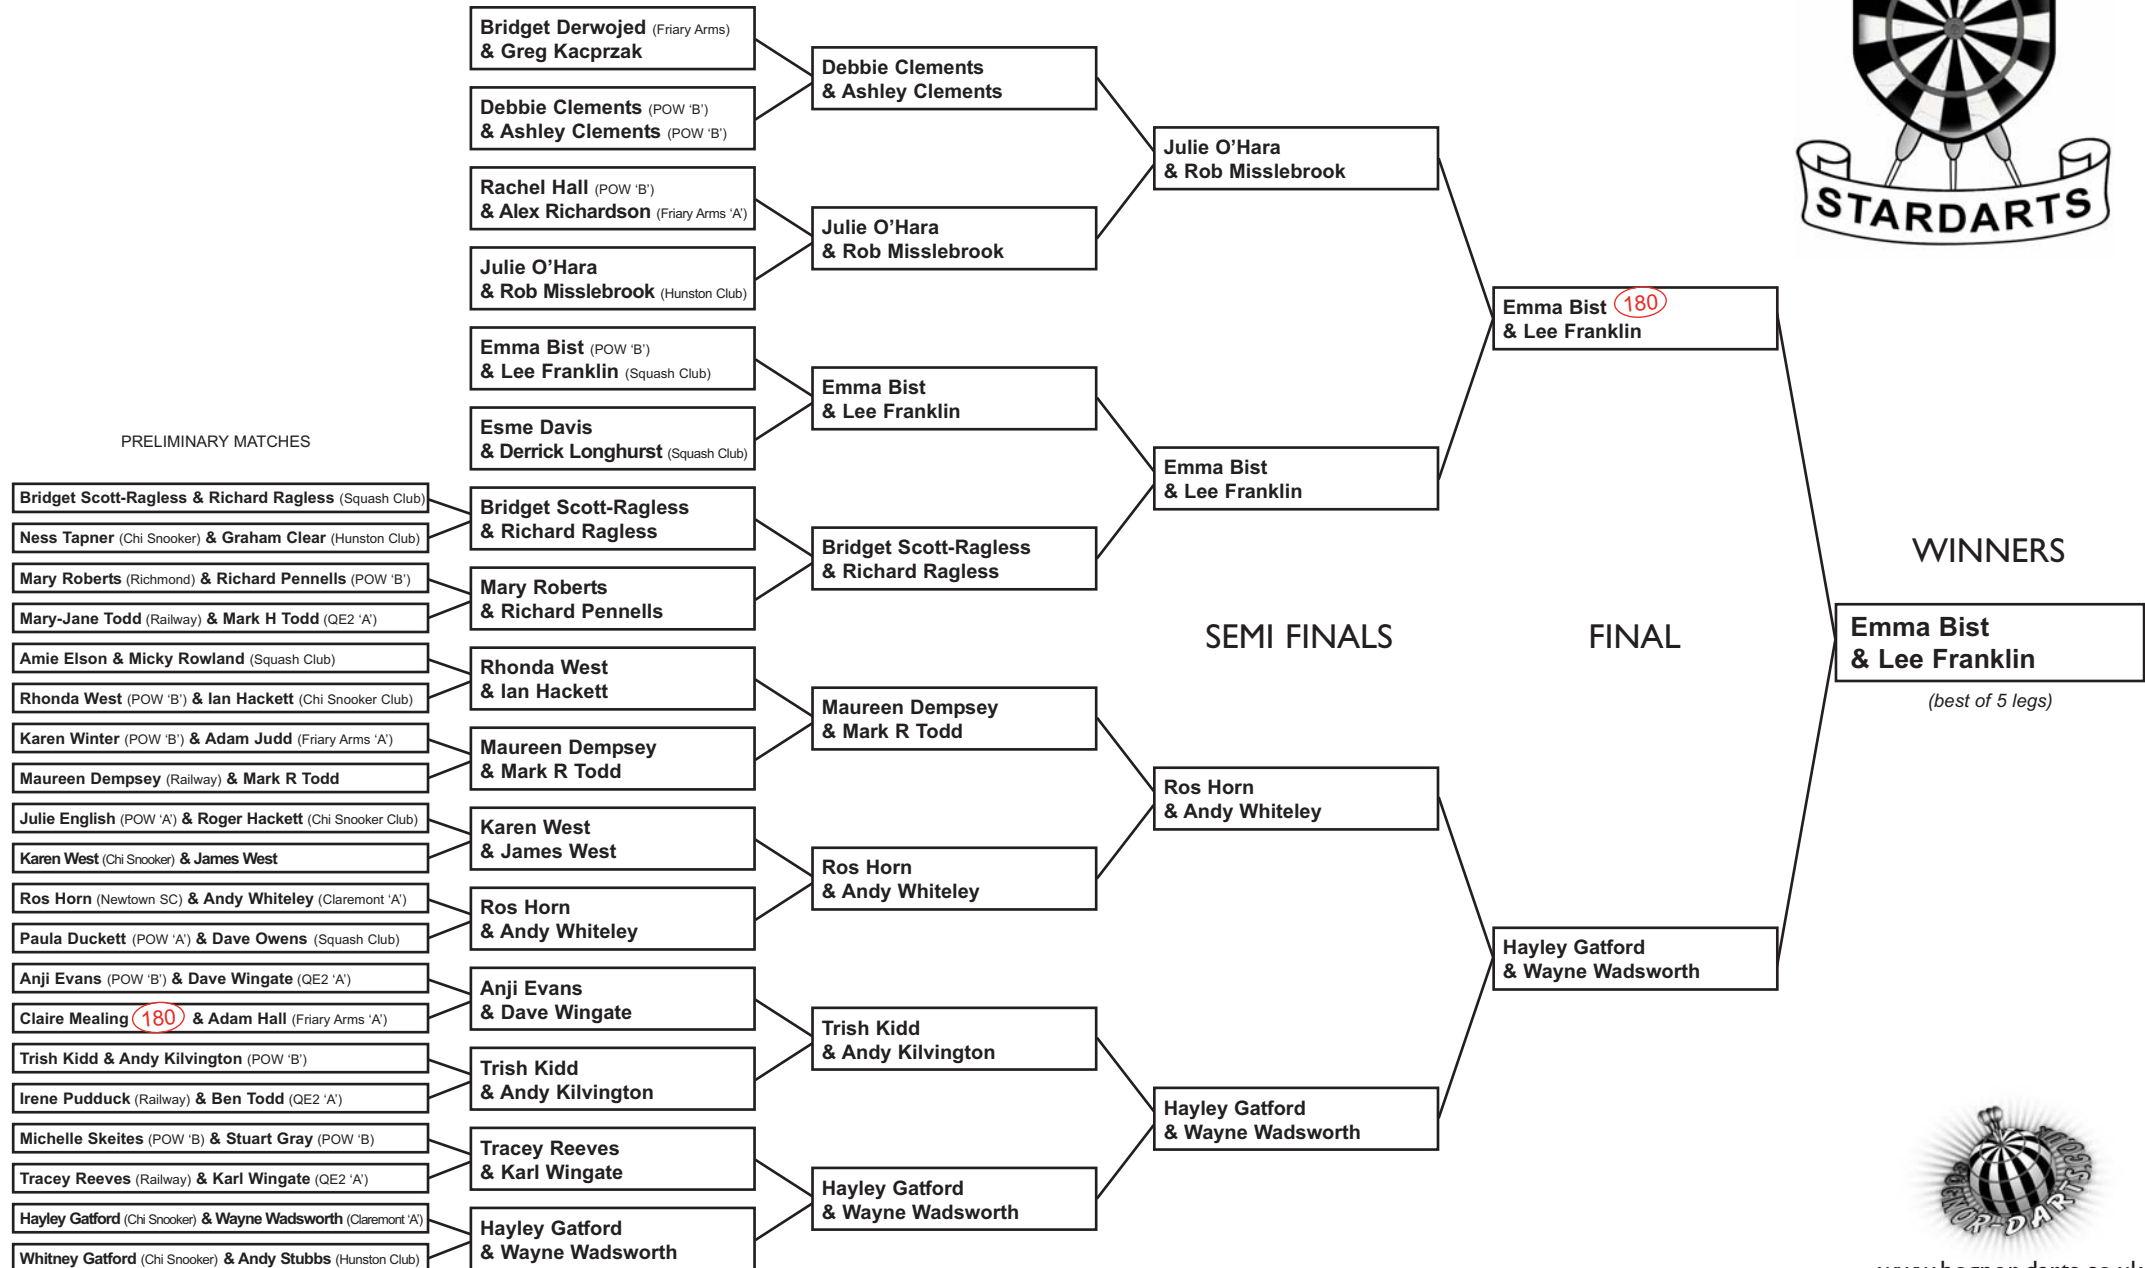 PRELIMINARY MATCHES
Bridget Scott-Ragless & Richard Ragless (Squash Club)
Ness Tapner (Chi Snooker) & Graham Clear (Hunston Club)
Mary Roberts (Richmond) & Richard Pennells (POW ‘B’)
Mary-Jane Todd (Railway) & Mark H Todd (QE2 ‘A’)
Amie Elson & Micky Rowland (Squash Club)
Rhonda West (POW ‘B’) & Ian Hackett (Chi Snooker Club)
Karen Winter (POW ‘B’) & Adam Judd (Friary Arms ‘A’)
Maureen Dempsey (Railway) & Mark R Todd
Julie English (POW ‘A’) & Roger Hackett (Chi Snooker Club)
Karen West (Chi Snooker) & James West
Ros Horn (Newtown SC) & Andy Whiteley (Claremont ‘A’)
Paula Duckett (POW ‘A’) & Dave Owens (Squash Club)
Anji Evans (POW ‘B’) & Dave Wingate (QE2 ‘A’)
Claire Mealing 180 & Adam Hall (Friary Arms ‘A’)
Trish Kidd & Andy Kilvington (POW ‘B’)
Irene Pudduck (Railway) & Ben Todd (QE2 ‘A’)
Michelle Skeites (POW ‘B) & Stuart Gray (POW ‘B)
Tracey Reeves (Railway) & Karl Wingate (QE2 ‘A’)
Hayley Gatford (Chi Snooker) & Wayne Wadsworth (Claremont ‘A’)
Whitney Gatford (Chi Snooker) & Andy Stubbs (Hunston Club)
Bridget Derwojed (Friary Arms)
& Greg Kacprzak
Debbie Clements (POW ‘B’)
& Ashley Clements (POW ‘B’)
Rachel Hall (POW ‘B’)
& Alex Richardson (Friary Arms ‘A’)
Julie O’Hara
& Rob Misslebrook (Hunston Club)
Emma Bist (POW ‘B’)
& Lee Franklin (Squash Club)
Esme Davis
& Derrick Longhurst (Squash Club)
Bridget Scott-Ragless
& Richard Ragless
Mary Roberts
& Richard Pennells
Rhonda West
& Ian Hackett
Maureen Dempsey
& Mark R Todd
Karen West
& James West
Ros Horn
& Andy Whiteley
Anji Evans
& Dave Wingate
Trish Kidd
& Andy Kilvington
Tracey Reeves
& Karl Wingate
Hayley Gatford
& Wayne Wadsworth
Debbie Clements
& Ashley Clements
Julie O’Hara
& Rob Misslebrook
Emma Bist
& Lee Franklin
Bridget Scott-Ragless
& Richard Ragless
Maureen Dempsey
& Mark R Todd
Ros Horn
& Andy Whiteley
Trish Kidd
& Andy Kilvington
Hayley Gatford
& Wayne Wadsworth
Julie O’Hara
& Rob Misslebrook
Emma Bist
& Lee Franklin
SEMI FINALS
Ros Horn
& Andy Whiteley
Hayley Gatford
& Wayne Wadsworth
Emma Bist 180
& Lee Franklin
FINAL
Hayley Gatford
& Wayne Wadsworth
STARDARTS
WINNERS
Emma Bist
& Lee Franklin
(best of 5 legs)